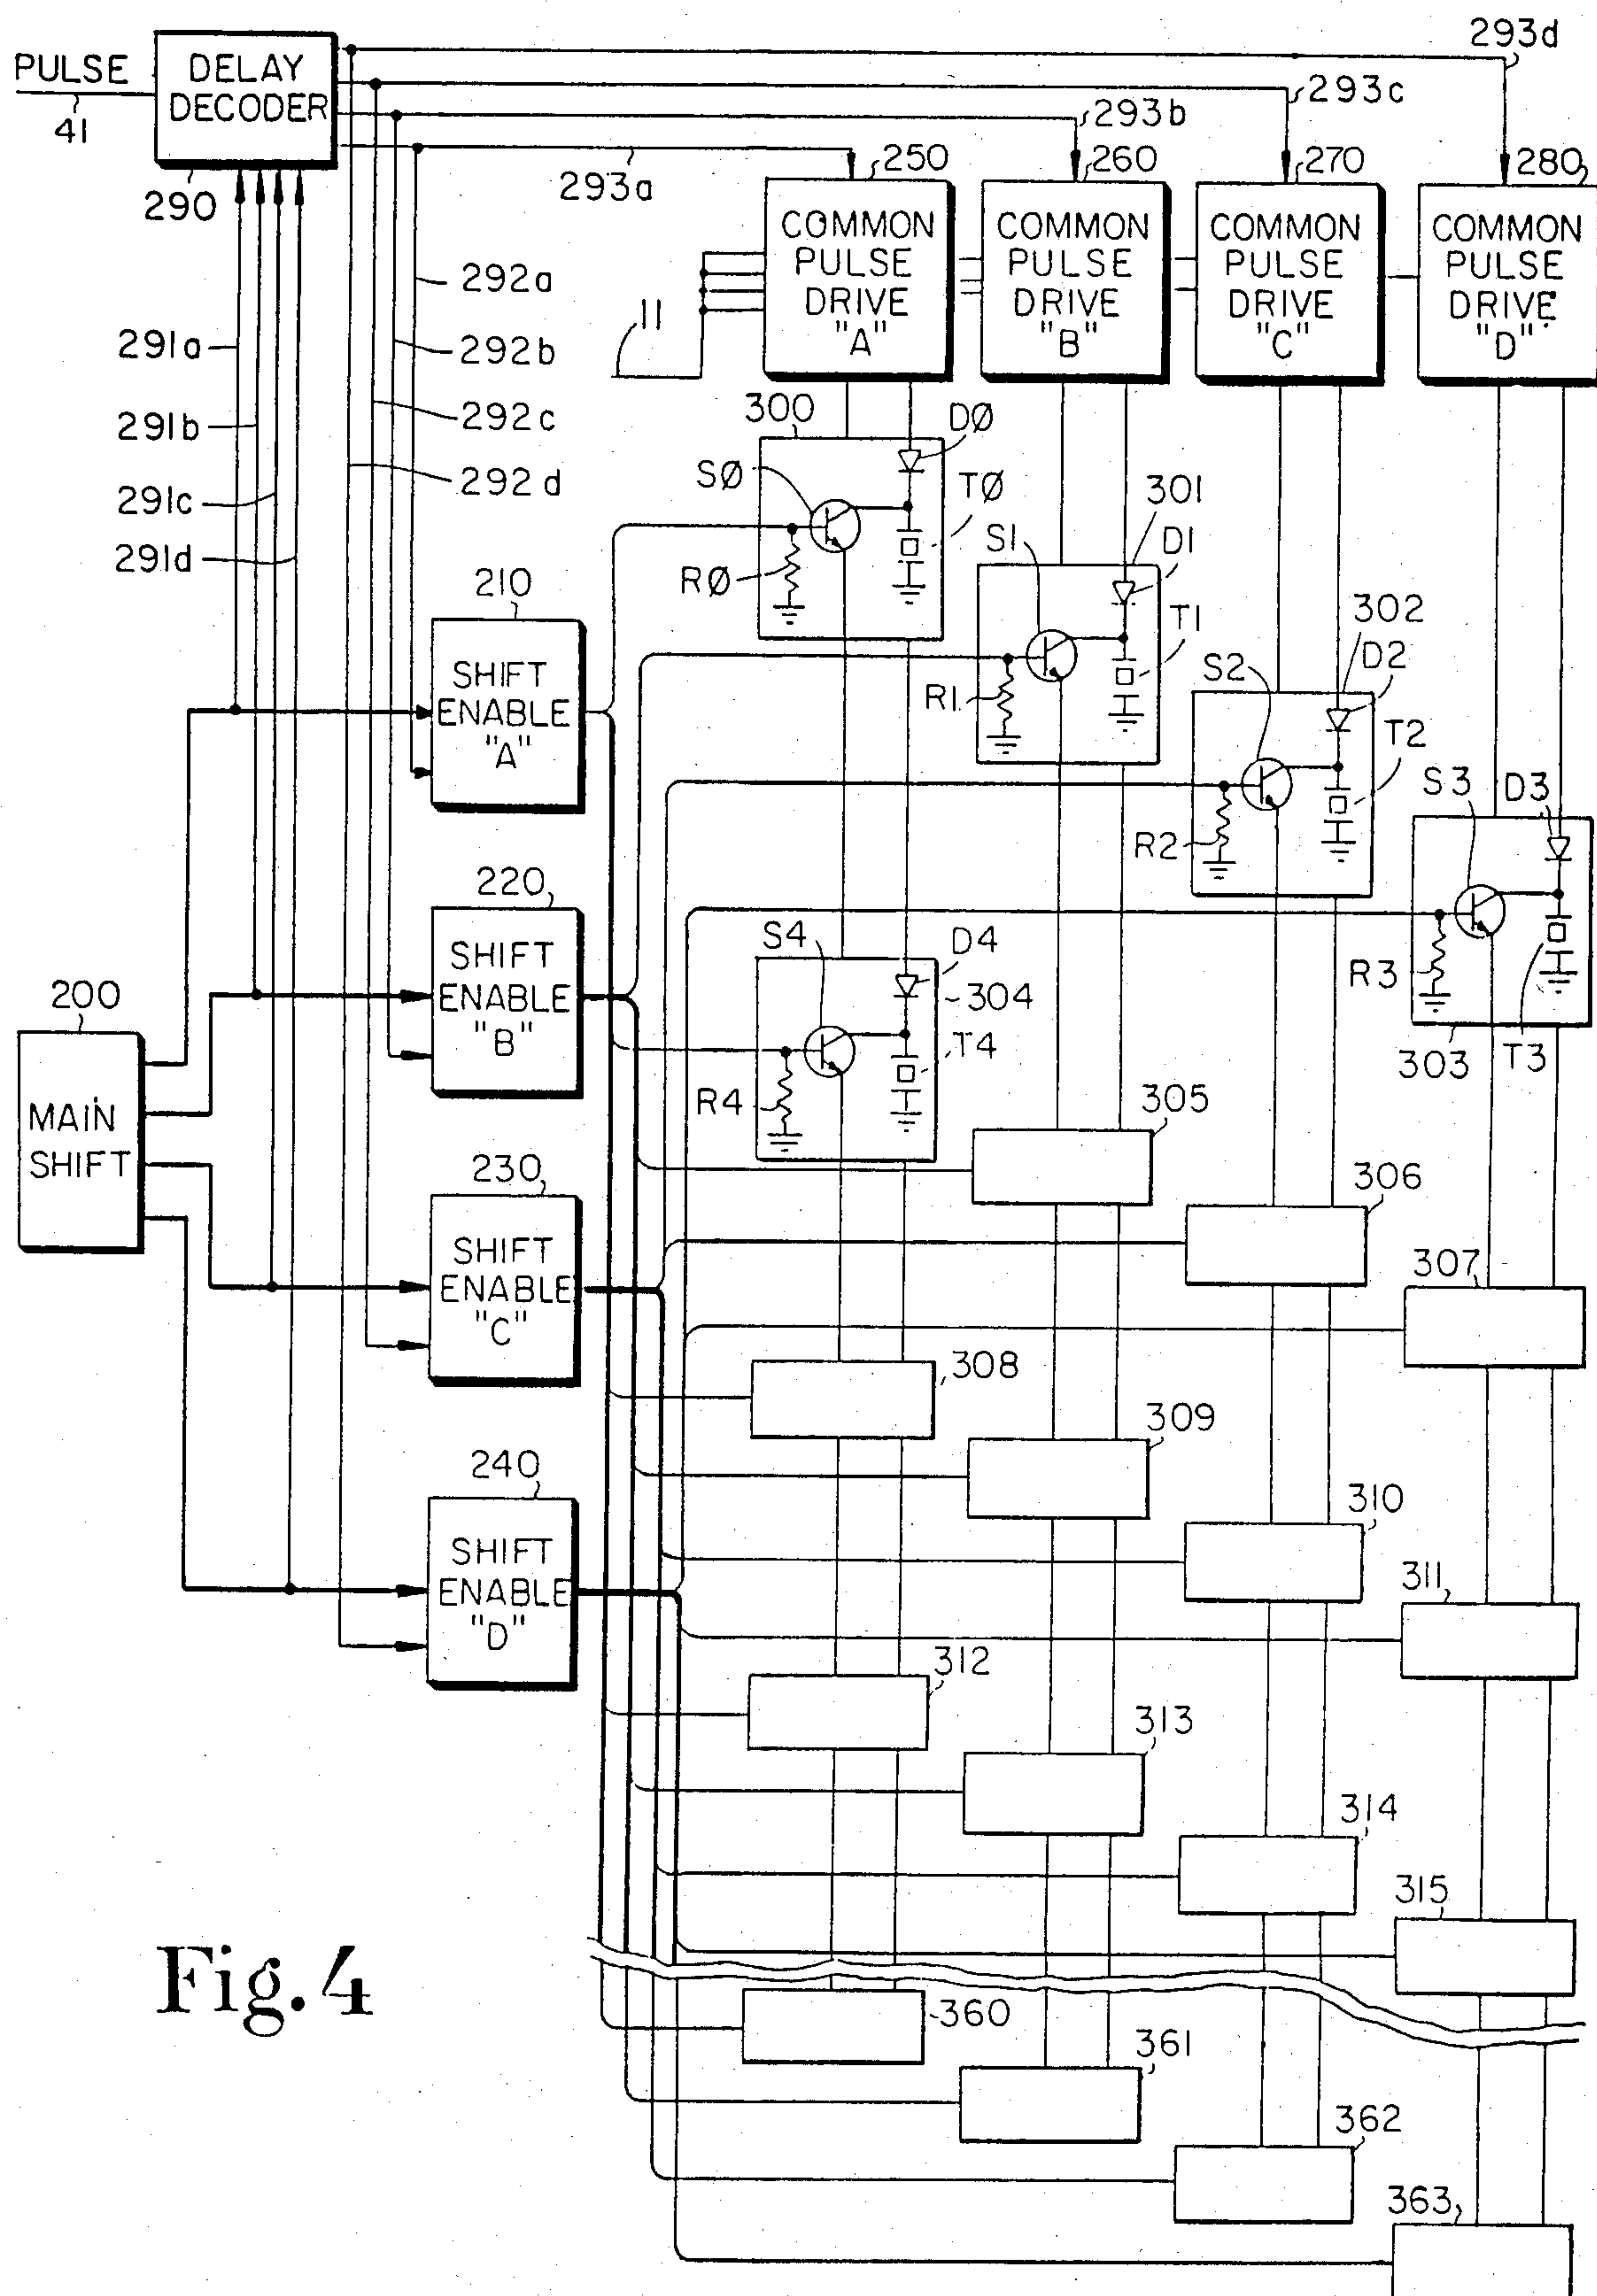 PULSE
41
DELAY
DECODER
290
293d
293c
293b
293a
250
260
270
280
COMMON
PULSE
DRIVE
"A"
COMMON
PULSE
DRIVE
"B"
COMMON
PULSE
DRIVE
"C"
COMMON
PULSE
DRIVE
"D"
11
292a
292b
292c
292d
291a
291b
291c
291d
300
DØ
SØ
TØ
RØ
301
S1
D1
T1
R1
302
S2
D2
T2
R2
S3
D3
R3
303
T3
210
SHIFT
ENABLE
"A"
220
SHIFT
ENABLE
"B"
S4
D4
304
T4
R4
200
MAIN
SHIFT
230
SHIFT
ENABLE
"C"
240
SHIFT
ENABLE
"D"
305
306
307
308
309
310
311
312
313
314
315
360
361
362
363
Fig. 4